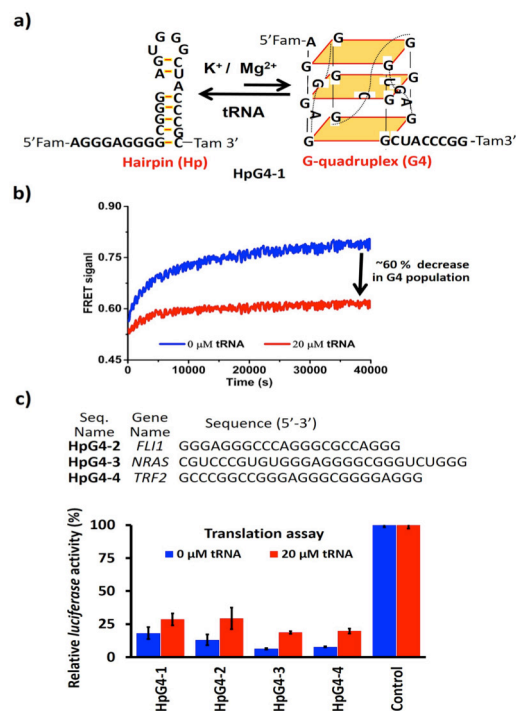 a)
5'Fam-A G G
G G G U G
K⁺ / Mg²⁺
tRNA
5'Fam-AGGGAGGGG
C—Tam 3'
G GCUACCCGG-Tam3'
Hairpin (Hp)
G-quadruplex (G4)
HpG4-1
b)
FRET siganl
0.90
0.75
0.60
0.45
~60 % decrease
in G4 population
0 µM tRNA
20 µM tRNA
0
10000
20000
30000
40000
Time (s)
c)
Seq. Gene Sequence (5'-3')
Name Name
HpG4-2 FLI1 GGGAGGGCCCAGGGCGCCAGGG
HpG4-3 NRAS CGUCCCGUGUGGGAGGGGCGGGUCUGGG
HpG4-4 TRF2 GCCCGGCCGGGAGGGCGGGGAGGG
Relative luciferase activity (%)
100
75
50
25
0
Translation assay
0 µM tRNA
20 µM tRNA
HpG4-1
HpG4-2
HpG4-3
HpG4-4
Control